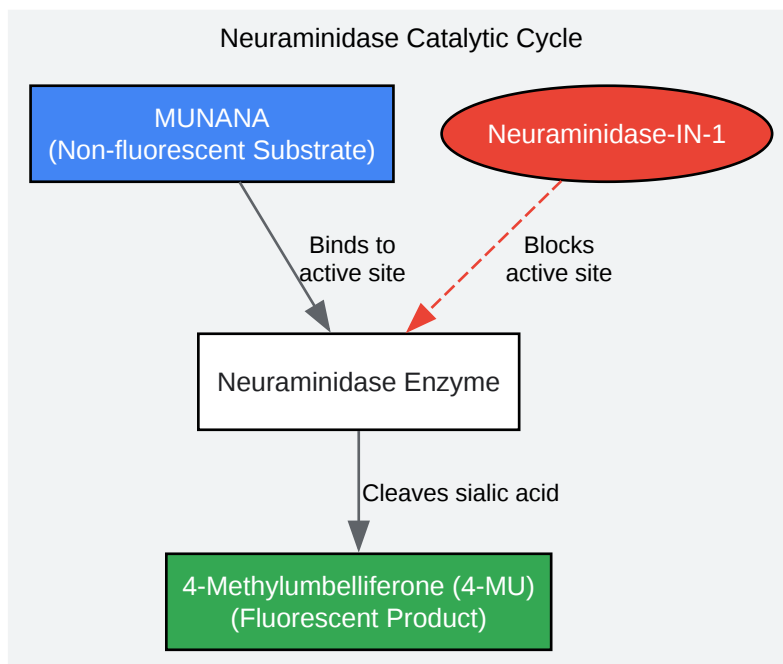 Neuraminidase Catalytic Cycle
MUNANA
(Non-fluorescent Substrate)
Neuraminidase-IN-1
Binds to
active site
Blocks
active site
Neuraminidase Enzyme
Cleaves sialic acid
4-Methylumbelliferone (4-MU)
(Fluorescent Product)